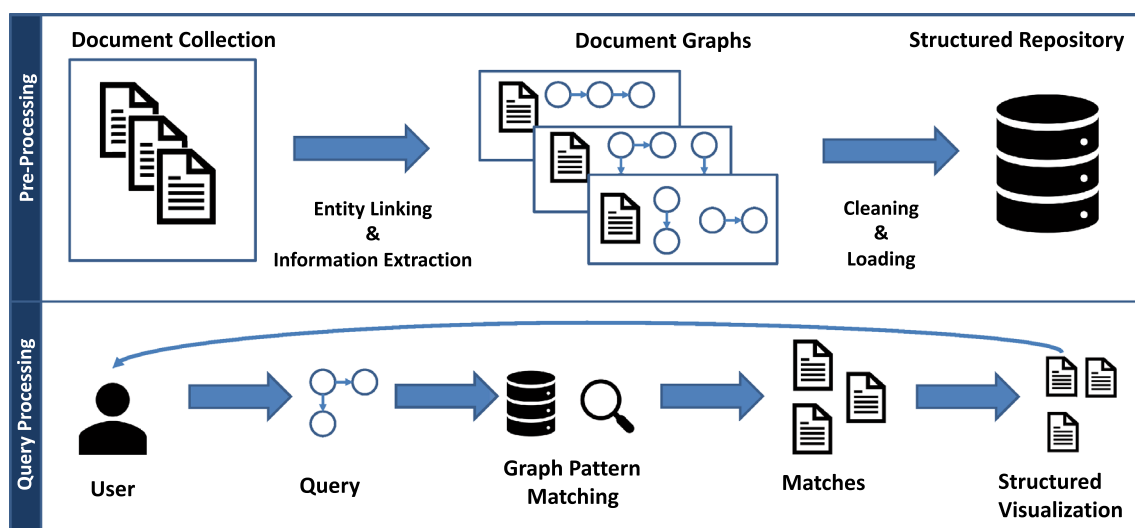 Pre-Processing
Document Collection
Document Graphs
Structured Repository
Entity Linking
&
Information Extraction
Cleaning
&
Loading
Query Processing
User
Query
Graph Pattern
Matching
Matches
Structured
Visualization